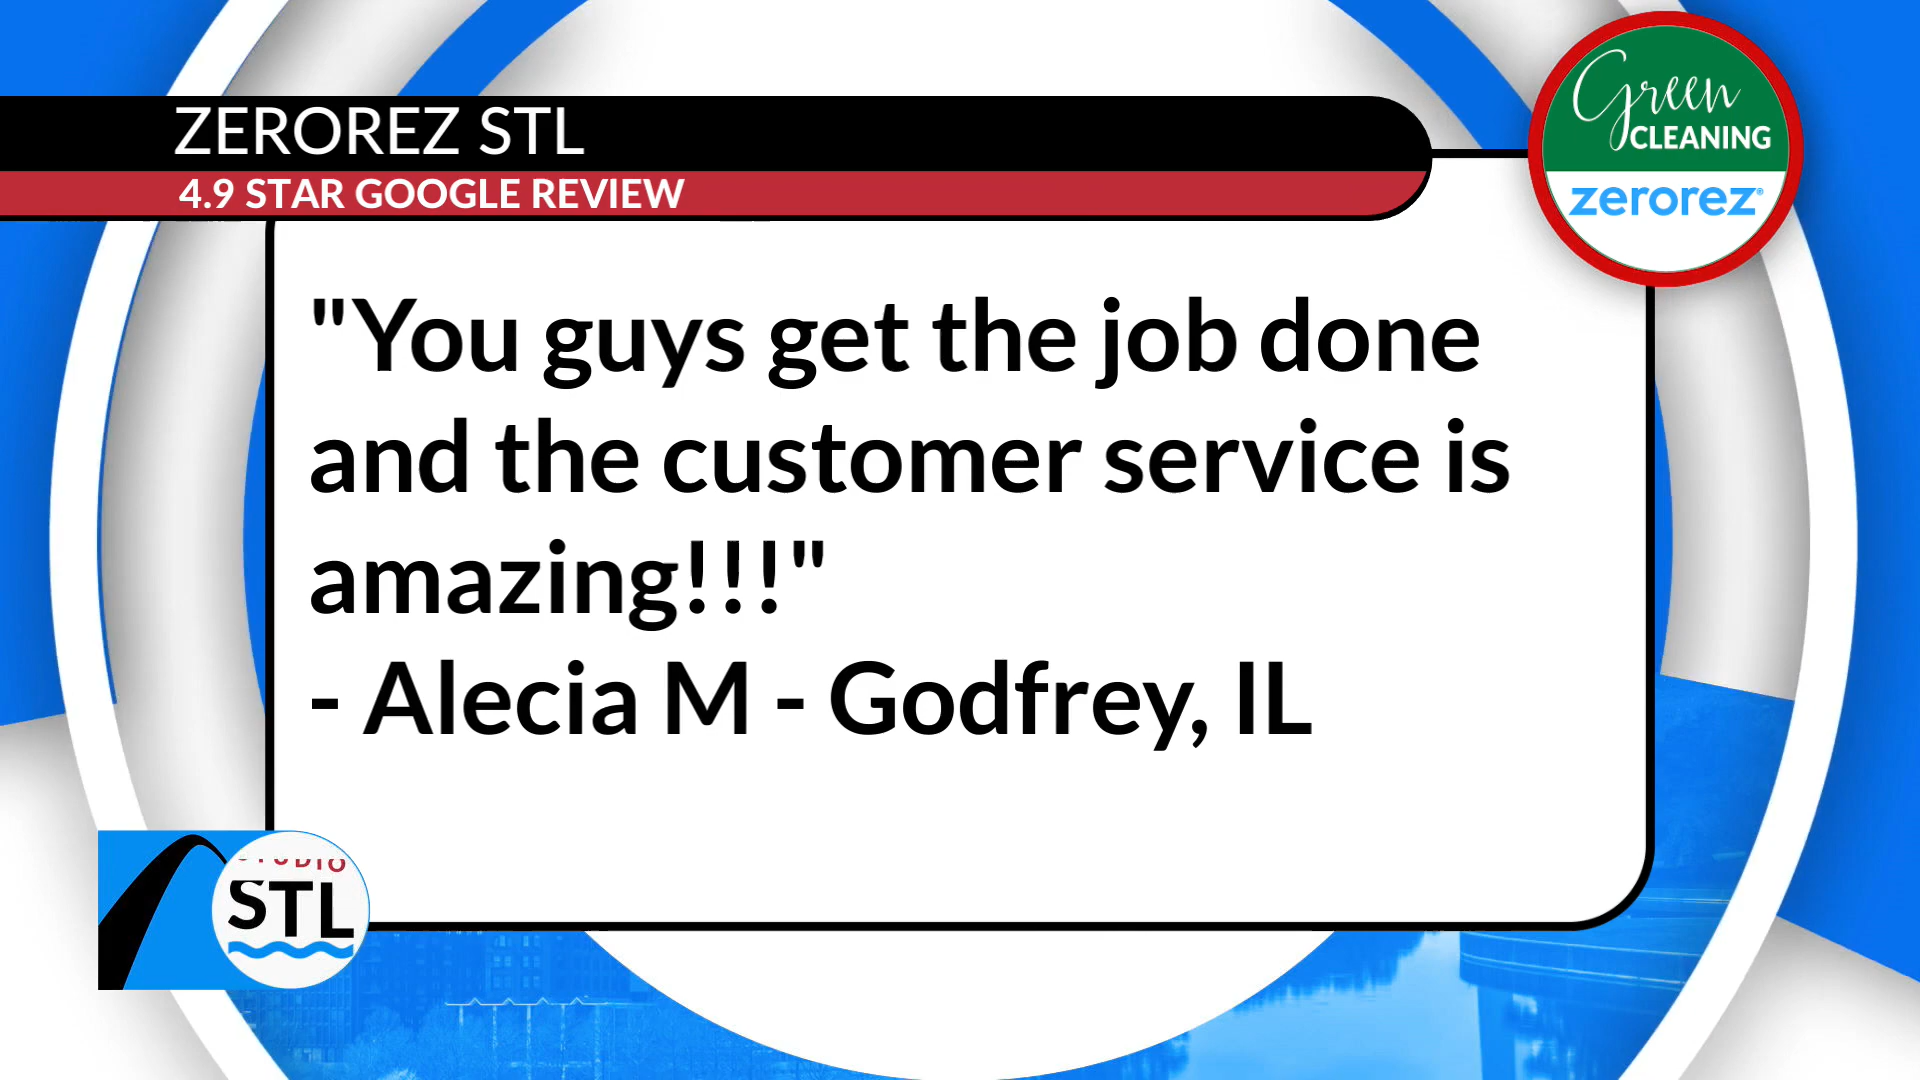 ZEROREZ STL
4.9 STAR GOOGLE REVIEW
Green
CLEANING
zerorez®
"You guys get the job done
and the customer service is
amazing!!!"
- Alecia M - Godfrey, IL
STUDIO
STL